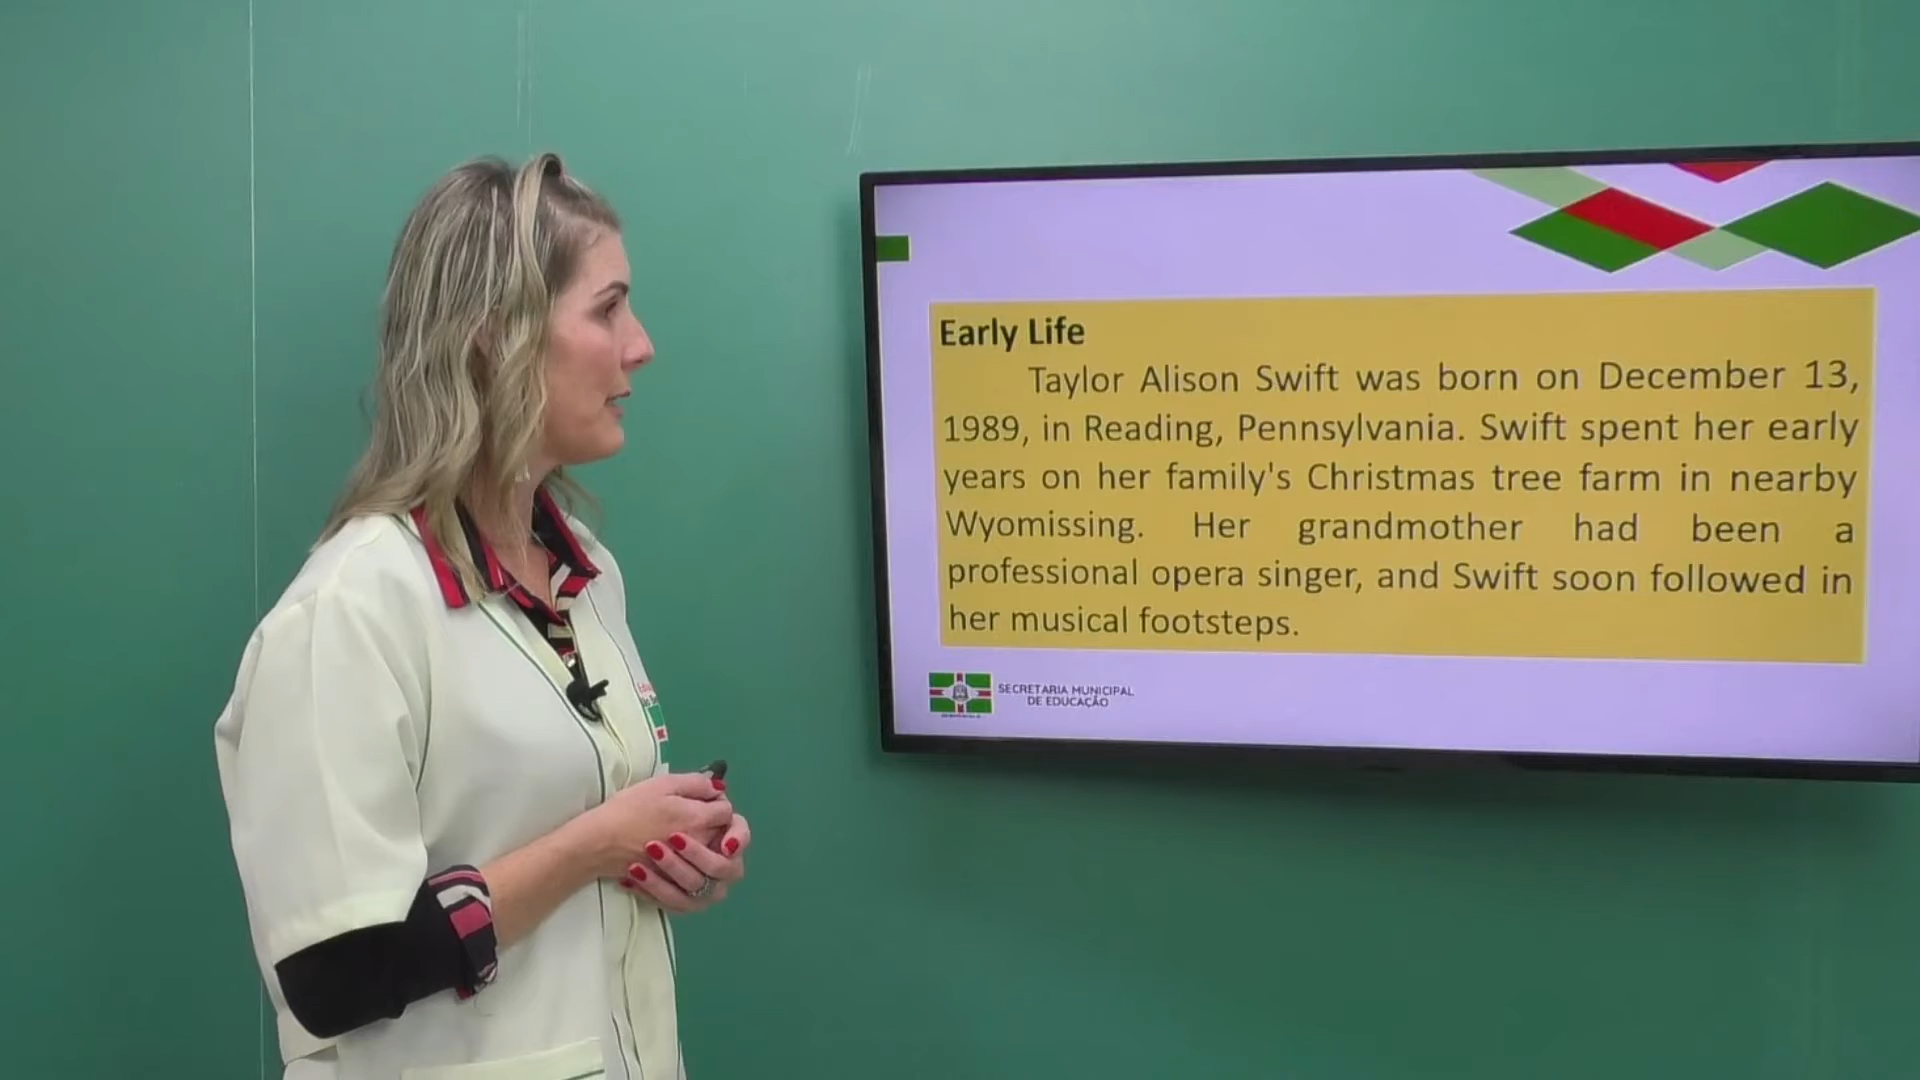 Early Life
Taylor Alison Swift was born on December 13,
1989, in Reading, Pennsylvania. Swift spent her early
years on her family's Christmas tree farm in nearby
Wyomissing. Her grandmother had been a
professional opera singer, and Swift soon followed in
her musical footsteps.
SECRETARIA MUNICIPAL
DE EDUCAÇÃO